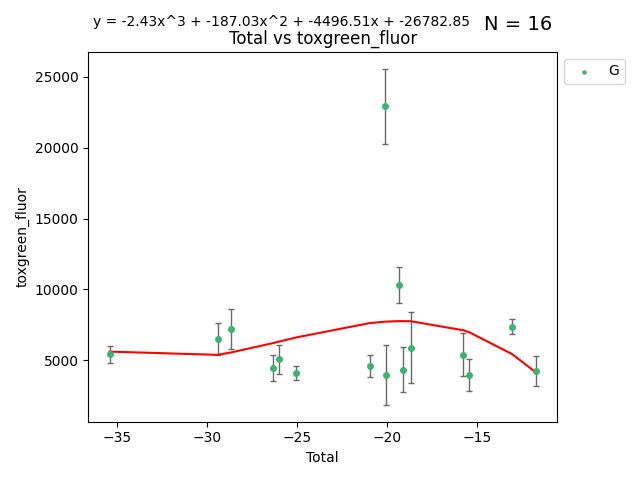 y = -2.43x^3 + -187.03x^2 + -4496.51x + -26782.85 N = 16
Total vs toxgreen_fluor
G
25000
20000
15000
10000
5000
toxgreen_fluor
−35 −30 −25 −20 −15
Total